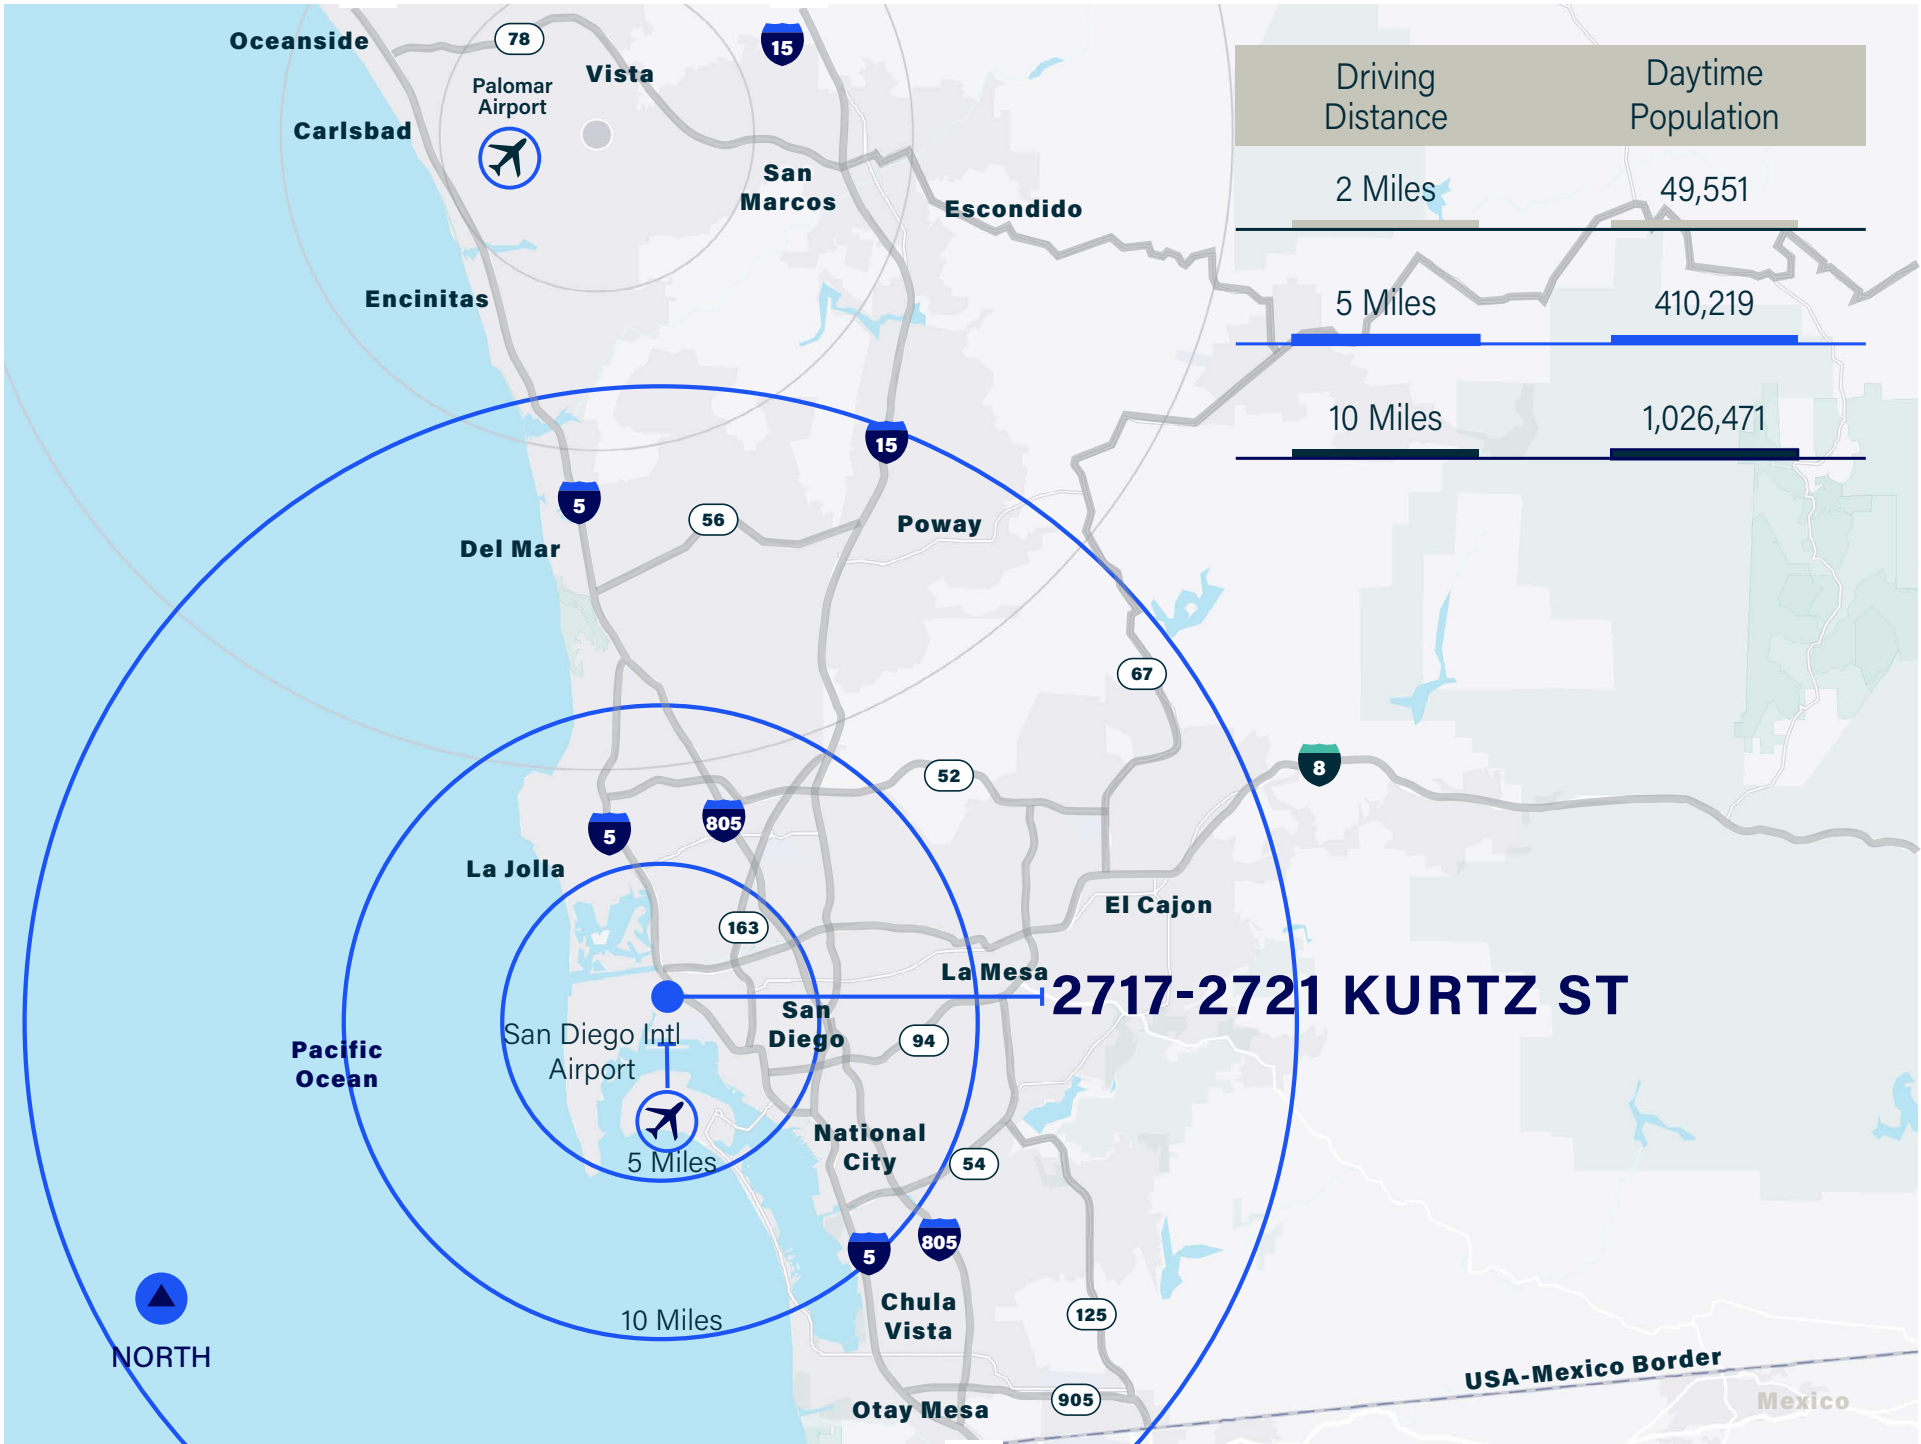 Oceanside
78
15
Vista
Palomar
Airport
Carlsbad
San
Marcos
Escondido
Encinitas
Driving
Distance
Daytime
Population
2 Miles
49,551
5 Miles
410,219
10 Miles
1,026,471
15
5
56
Poway
Del Mar
67
8
52
5
805
La Jolla
El Cajon
163
La Mesa
2717-2721 KURTZ ST
San
Diego
San Diego Intl
Airport
94
Pacific
Ocean
National
City
5 Miles
54
5
805
Chula
Vista
10 Miles
125
NORTH
USA-Mexico Border
Mexico
905
Otay Mesa